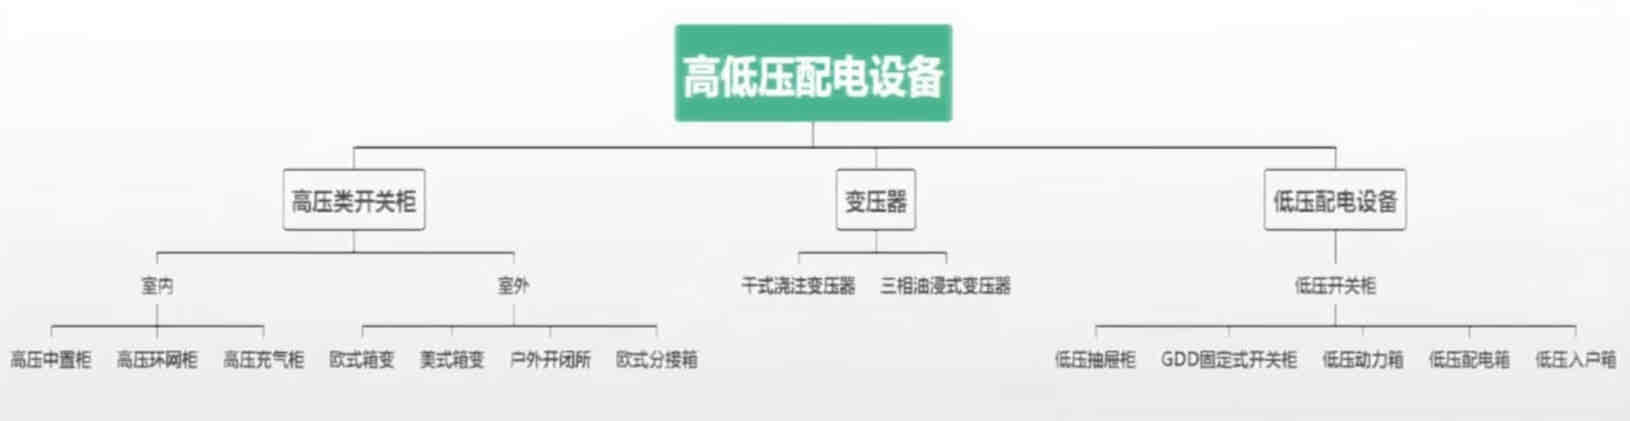 高低压配电设备
高压类开关柜 变压器 低压配电设备
室内 室外 干式浇注变压器 三相油浸式变压器 低压开关柜
高压中置柜 高压环网柜 高压充气柜 欧式箱变 美式箱变 户外开闭所 欧式分接箱 低压抽屉柜 GDD固定式开关柜 低压动力箱 低压配电箱 低压入户箱